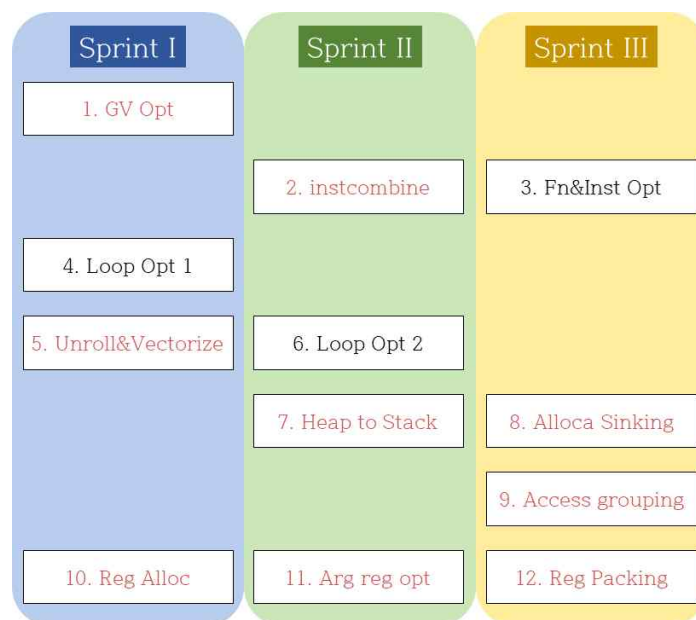 Sprint I
Sprint II
Sprint III
1. GV Opt
2. instcombine
3. Fn&Inst Opt
4. Loop Opt 1
5. Unroll&Vectorize
6. Loop Opt 2
7. Heap to Stack
8. Alloca Sinking
9. Access grouping
10. Reg Alloc
11. Arg reg opt
12. Reg Packing